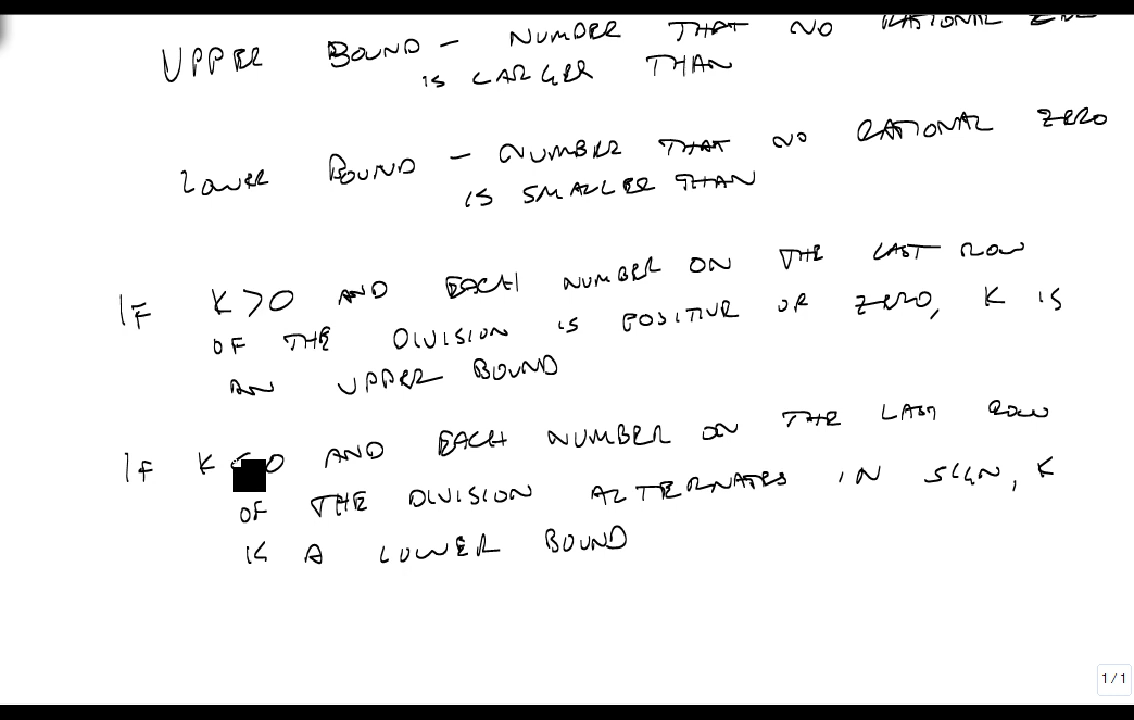 UPPER BOUND - NUMBER THAT NO RATIONAL ZERO
IS LARGER THAN
LOWER BOUND - NUMBER THAT NO RATIONAL ZERO
IS SMALLER THAN
IF K > 0 AND EACH NUMBER ON THE LAST ROW
OF THE DIVISION IS POSITIVE OR ZERO, K IS
AN UPPER BOUND
IF K < 0 AND EACH NUMBER ON THE LAST ROW
OF THE DIVISION ALTERNATES IN SIGN, K
IS A LOWER BOUND
1/1